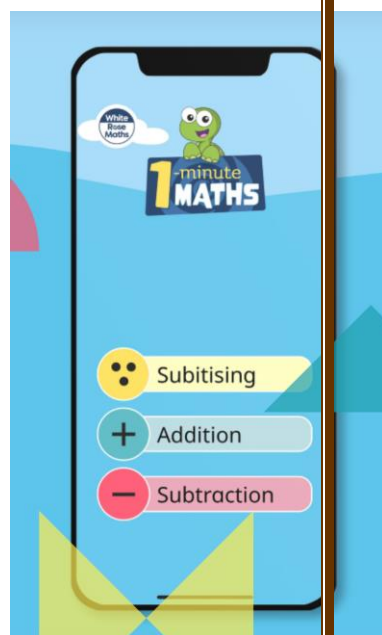 White
Rose
Maths
1-minute
MATHS
Subitising
Addition
Subtraction